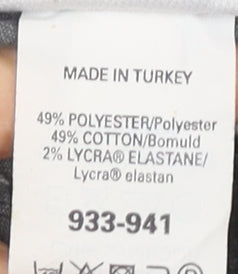 MADE IN TURKEY
49% POLYESTER/Polyester
49% COTTON/Bomuld
2% LYCRA® ELASTANE/
Lycra® elastan
933-941